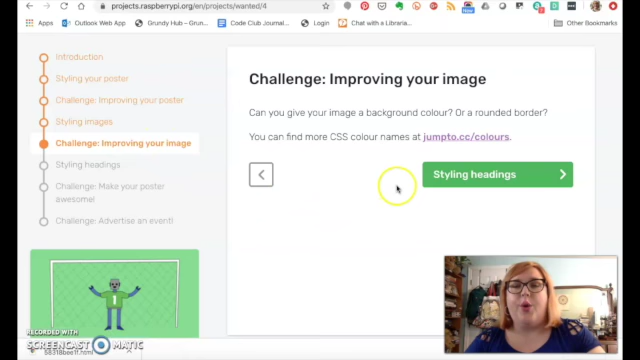 projects.raspberrypi.org/en/projects/wanted/4
Apps
Outlook Web App
Grundy Hub – Grun...
Code Club Journal...
Login
Chat with a Libraria...
Other Bookmarks
Introduction
Styling your poster
Challenge: Improving your poster
Styling images
Challenge: Improving your image
Styling headings
Challenge: Make your poster
awesome!
Challenge: Advertise an event!
Challenge: Improving your image
Can you give your image a background colour? Or a rounded border?
You can find more CSS colour names at jumpto.cc/colours.
Styling headings
1
RECORDED WITH
SCREENCAST MATIC
58318bee1f.html